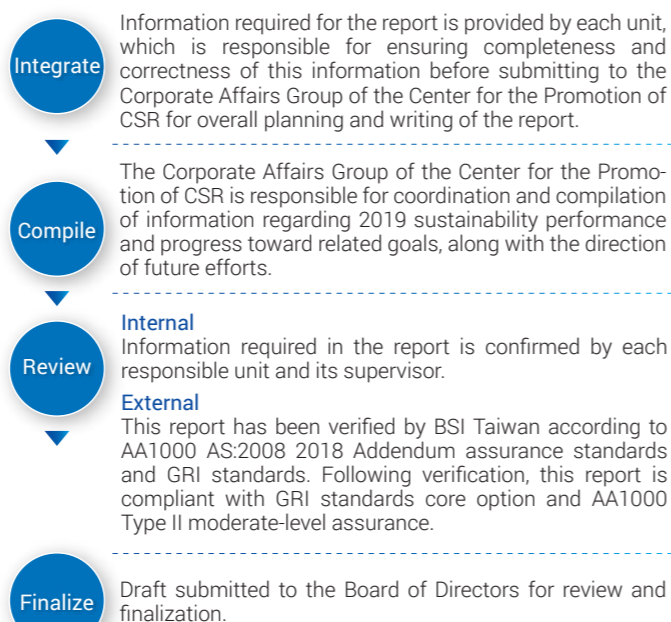 Integrate
Information required for the report is provided by each unit,
which is responsible for ensuring completeness and
correctness of this information before submitting to the
Corporate Affairs Group of the Center for the Promotion of
CSR for overall planning and writing of the report.
Compile
The Corporate Affairs Group of the Center for the Promo-
tion of CSR is responsible for coordination and compilation
of information regarding 2019 sustainability performance
and progress toward related goals, along with the direction
of future efforts.
Review
Internal
Information required in the report is confirmed by each
responsible unit and its supervisor.
External
This report has been verified by BSI Taiwan according to
AA1000 AS:2008 2018 Addendum assurance standards
and GRI standards. Following verification, this report is
compliant with GRI standards core option and AA1000
Type II moderate-level assurance.
Finalize
Draft submitted to the Board of Directors for review and
finalization.